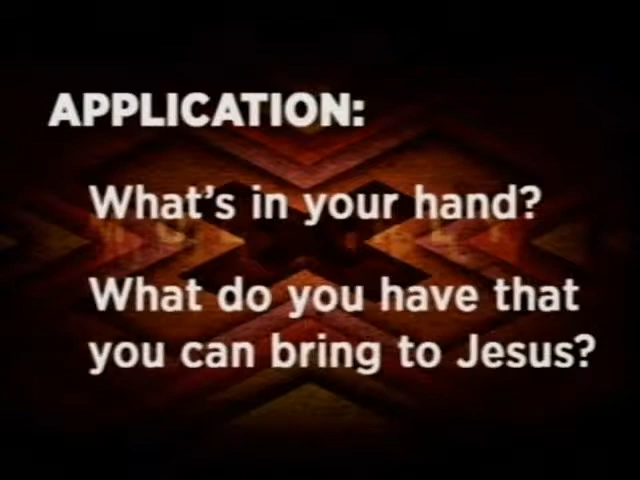 APPLICATION:
What's in your hand?
What do you have that
you can bring to Jesus?